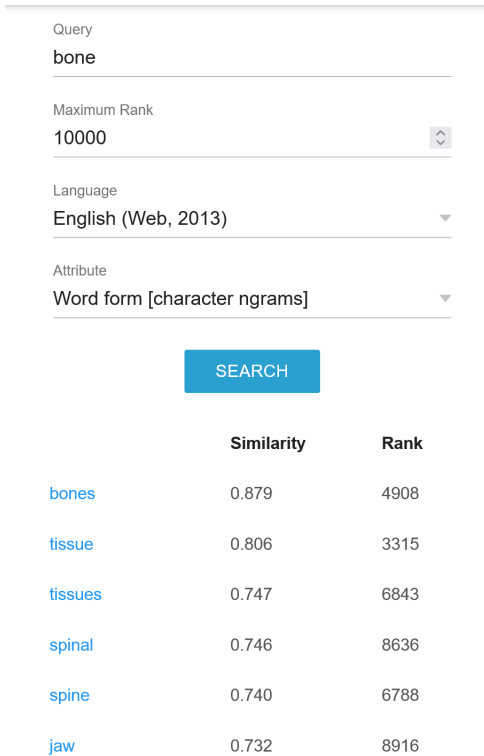 Query
bone
Maximum Rank
10000
Language
English (Web, 2013)
Attribute
Word form [character ngrams]
SEARCH
Similarity Rank
bones 0.879 4908
tissue 0.806 3315
tissues 0.747 6843
spinal 0.746 8636
spine 0.740 6788
jaw 0.732 8916